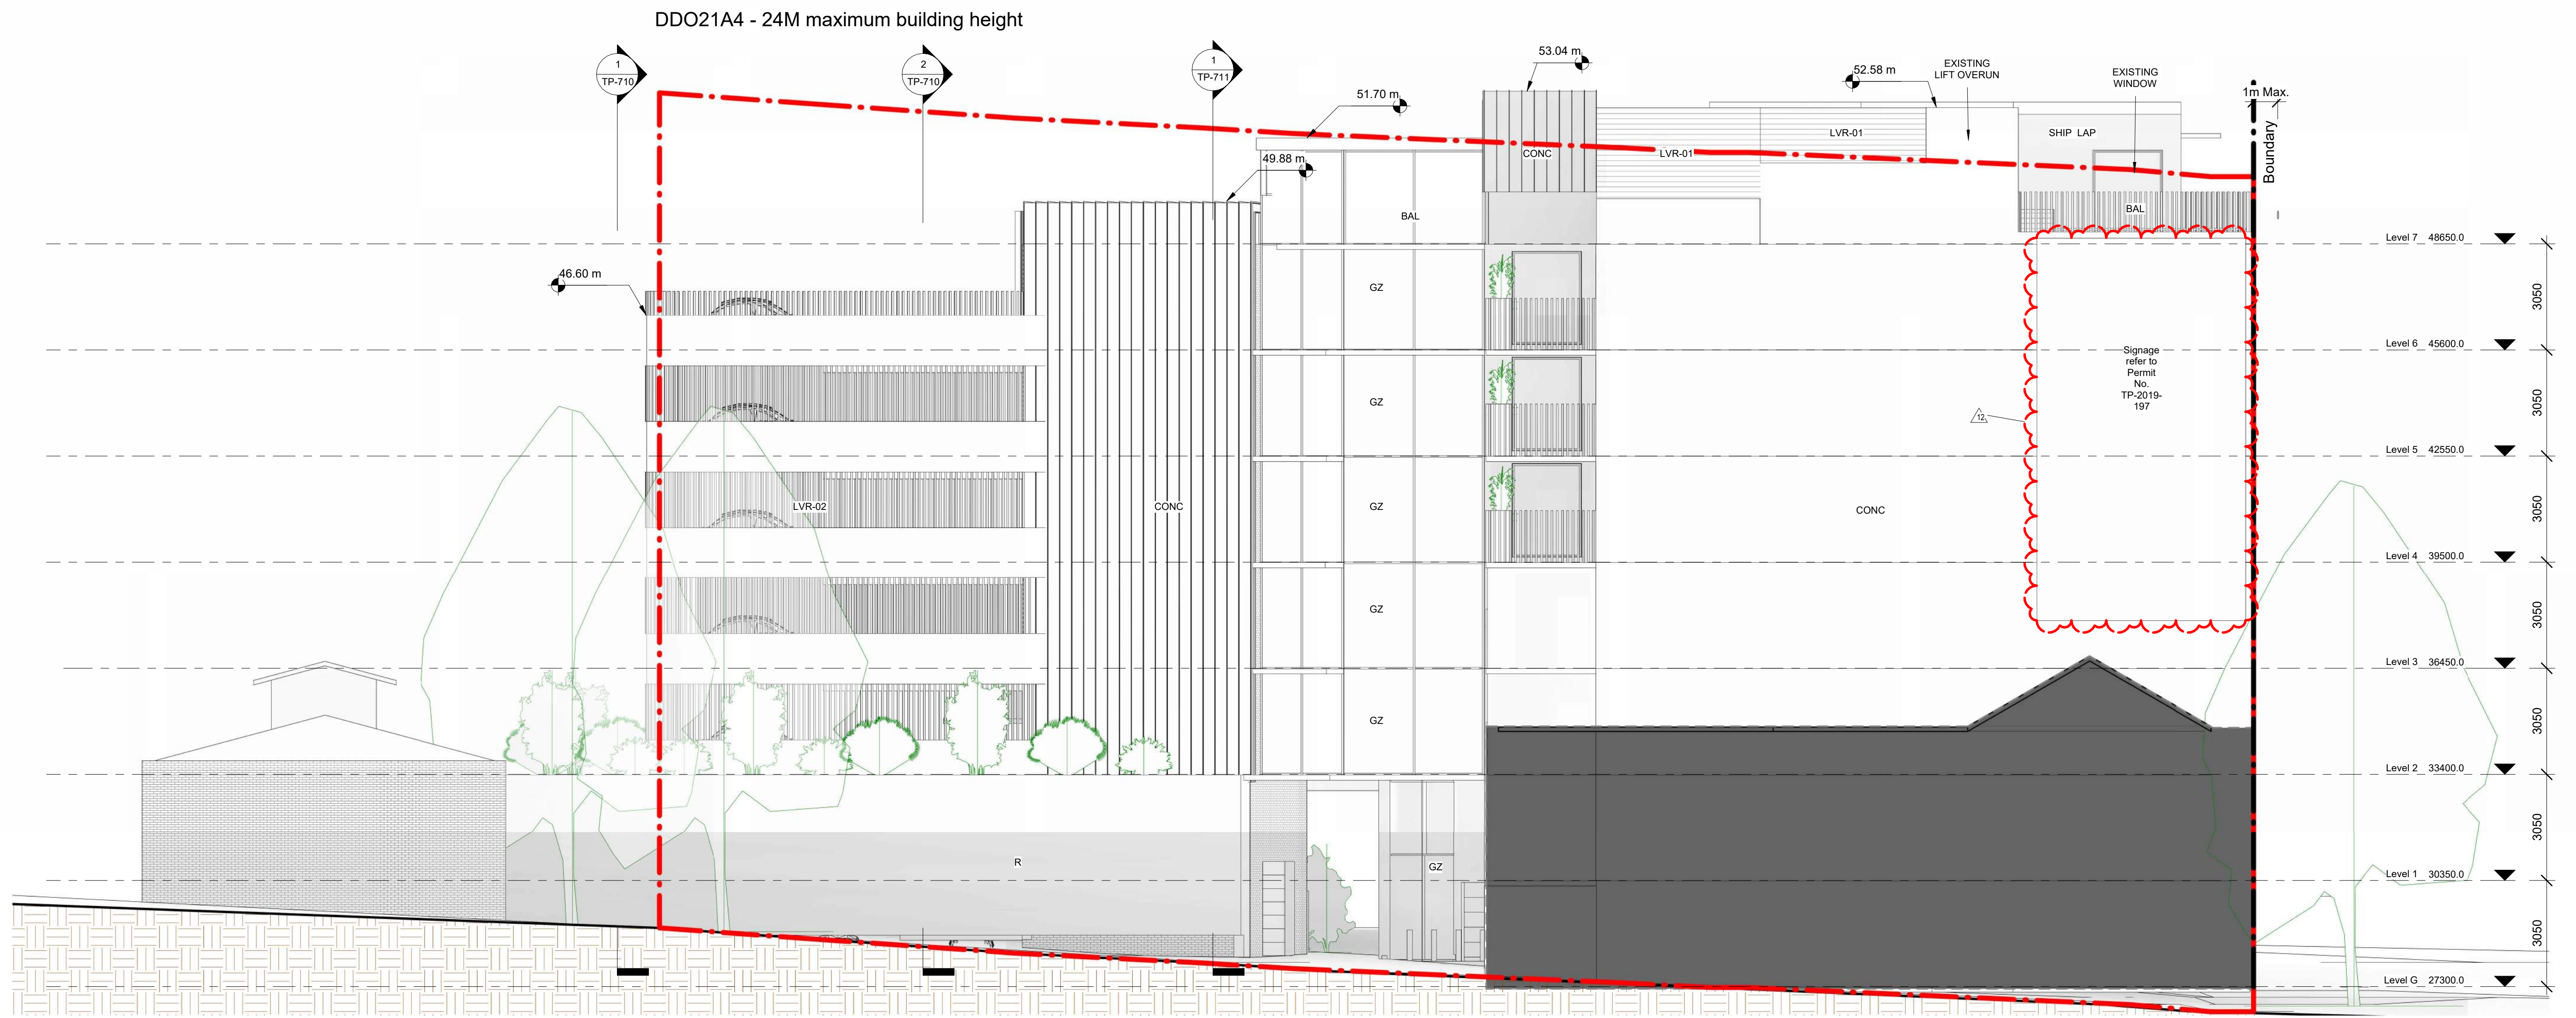 DDO21A4 - 24M maximum building height
1
TP-710
2
TP-710
1
TP-711
53.04 m
52.58 m
EXISTING
LIFT OVERUN
EXISTING
WINDOW
1m Max.
51.70 m
Boundary
LVR-01
SHIP LAP
CONC
LVR-01
49.88 m
BAL
BAL
Level 7 48650.0
46.60 m
GZ
3050
Level 6 45600.0
Signage
refer to
Permit
No.
TP-2019-
197
GZ
3050
12
Level 5 42550.0
LVR-02
CONC
GZ
CONC
3050
Level 4 39500.0
GZ
3050
Level 3 36450.0
GZ
3050
Level 2 33400.0
3050
R
GZ
Level 1 30350.0
3050
Level G 27300.0